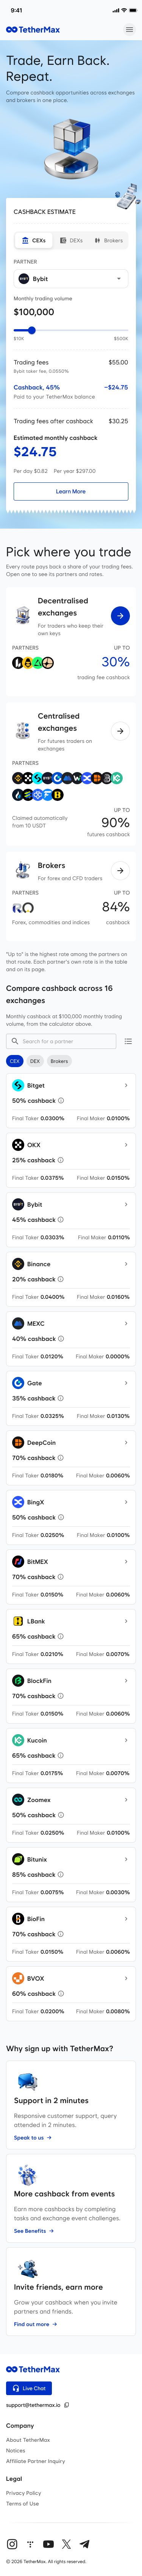 9:41
TetherMax
Trade, Earn Back.
Repeat.
Compare cashback opportunities across exchanges
and brokers in one place.
CASHBACK ESTIMATE
CEXs DEXs Brokers
PARTNER
Bybit
Monthly trading volume
$100,000
$10K $500K
Trading fees $55.00
Bybit taker fee, 0.0550%
Cashback, 45% −$24.75
Paid to your TetherMax balance
Trading fees after cashback $30.25
Estimated monthly cashback
$24.75
Per day $0.82 Per year $297.00
Learn More
Pick where you trade
Every route pays back a share of your trading fees.
Open one to see its partners and rates.
Decentralised
exchanges
For traders who keep their
own keys
PARTNERS UP TO
30%
trading fee cashback
Centralised
exchanges
For futures traders on
exchanges
PARTNERS
UP TO
Claimed automatically
from 10 USDT
90%
futures cashback
Brokers
For forex and CFD traders
PARTNERS UP TO
84%
Forex, commodities and indices cashback
"Up to" is the highest rate among the partners on
that route. Each partner's own rate is in the table
and on its page.
Compare cashback across 16
exchanges
Monthly cashback at $100,000 monthly trading
volume, from the calculator above.
Search for a partner
CEX DEX Brokers
Bitget
50% cashback
Final Taker 0.0300% Final Maker 0.0100%
OKX
25% cashback
Final Taker 0.0375% Final Maker 0.0150%
Bybit
45% cashback
Final Taker 0.0303% Final Maker 0.0110%
Binance
20% cashback
Final Taker 0.0400% Final Maker 0.0160%
MEXC
40% cashback
Final Taker 0.0120% Final Maker 0.0000%
Gate
35% cashback
Final Taker 0.0325% Final Maker 0.0130%
DeepCoin
70% cashback
Final Taker 0.0180% Final Maker 0.0060%
BingX
50% cashback
Final Taker 0.0250% Final Maker 0.0100%
BitMEX
70% cashback
Final Taker 0.0150% Final Maker 0.0060%
LBank
65% cashback
Final Taker 0.0210% Final Maker 0.0070%
BlockFin
70% cashback
Final Taker 0.0150% Final Maker 0.0060%
Kucoin
65% cashback
Final Taker 0.0175% Final Maker 0.0070%
Zoomex
50% cashback
Final Taker 0.0250% Final Maker 0.0100%
Bitunix
85% cashback
Final Taker 0.0075% Final Maker 0.0030%
BloFin
70% cashback
Final Taker 0.0150% Final Maker 0.0060%
BVOX
60% cashback
Final Taker 0.0200% Final Maker 0.0080%
Why sign up with TetherMax?
Support in 2 minutes
Responsive customer support, query
attended in 2 minutes.
Speak to us
More cashback from events
Earn more cashbacks by completing
tasks and exchange event challenges.
See Benefits
Invite friends, earn more
Grow your cashback when you invite
partners and friends.
Find out more
TetherMax
Live Chat
support@tethermax.io
Company
About TetherMax
Notices
Affiliate Partner Inquiry
Legal
Privacy Policy
Terms of Use
© 2026 TetherMax. All rights reserved.